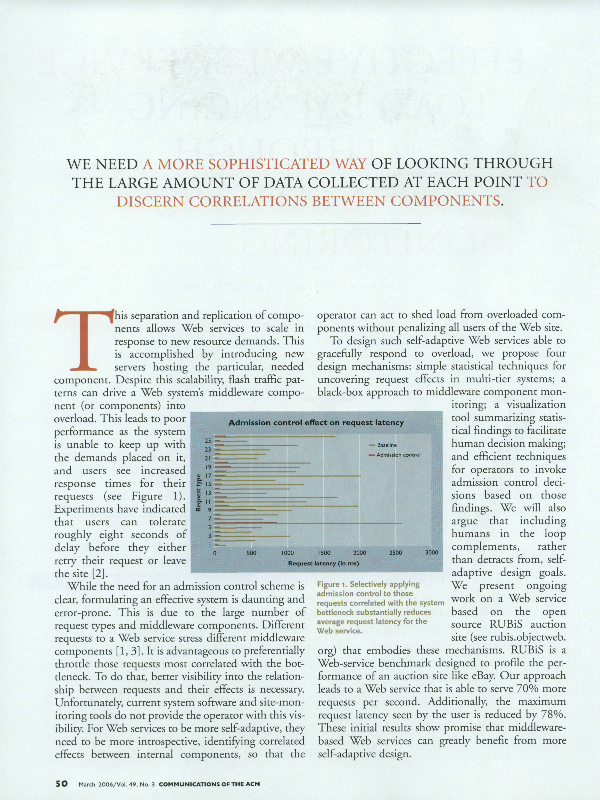 WE NEED A MORE SOPHISTICATED WAY OF LOOKING THROUGH
THE LARGE AMOUNT OF DATA COLLECTED AT EACH POINT TO
DISCERN CORRELATIONS BETWEEN COMPONENTS.
This separation and replication of compo-
nents allows Web services to scale in
response to new resource demands. This
is accomplished by introducing new
servers hosting the particular, needed
component. Despite this scalability, flash traffic pat-
terns can drive a Web system's middleware compo-
nent (or components) into
overload. This leads to poor
performance as the system
is unable to keep up with
the demands placed on it,
and users see increased
response times for their
requests (see Figure 1).
Experiments have indicated
that users can tolerate
roughly eight seconds of
delay before they either
retry their request or leave
the site [2].
While the need for an admission control scheme is
clear, formulating an effective system is daunting and
error-prone. This is due to the large number of
request types and middleware components. Different
requests to a Web service stress different middleware
components [1, 3]. It is advantageous to preferentially
throttle those requests most correlated with the bot-
tleneck. To do that, better visibility into the relation-
ship between requests and their effects is necessary.
Unfortunately, current system software and site-mon-
itoring tools do not provide the operator with this vis-
ibility. For Web services to be more self-adaptive, they
need to be more introspective, identifying correlated
effects between internal components, so that the
Admission control effect on request latency
Request type
25
23
21
19
17
15
13
11
9
7
5
3
1
Baseline
Admission control
0 500 1000 1500 2000 2500 3000
Request latency (in ms)
Figure 1. Selectively applying
admission control to those
requests correlated with the system
bottleneck substantially reduces
average request latency for the
Web service.
operator can act to shed load from overloaded com-
ponents without penalizing all users of the Web site.
To design such self-adaptive Web services able to
gracefully respond to overload, we propose four
design mechanisms: simple statistical techniques for
uncovering request effects in multi-tier systems; a
black-box approach to middleware component mon-
itoring; a visualization
tool summarizing statis-
tical findings to facilitate
human decision making;
and efficient techniques
for operators to invoke
admission control deci-
sions based on those
findings. We will also
argue that including
humans in the loop
complements, rather
than detracts from, self-
adaptive design goals.
We present ongoing
work on a Web service
based on the open
source RUBiS auction
site (see rubis.objectweb.
org) that embodies these mechanisms. RUBiS is a
Web-service benchmark designed to profile the per-
formance of an auction site like eBay. Our approach
leads to a Web service that is able to serve 70% more
requests per second. Additionally, the maximum
request latency seen by the user is reduced by 78%.
These initial results show promise that middleware-
based Web services can greatly benefit from more
self-adaptive design.
50 March 2006/Vol. 49, No. 3 COMMUNICATIONS OF THE ACM